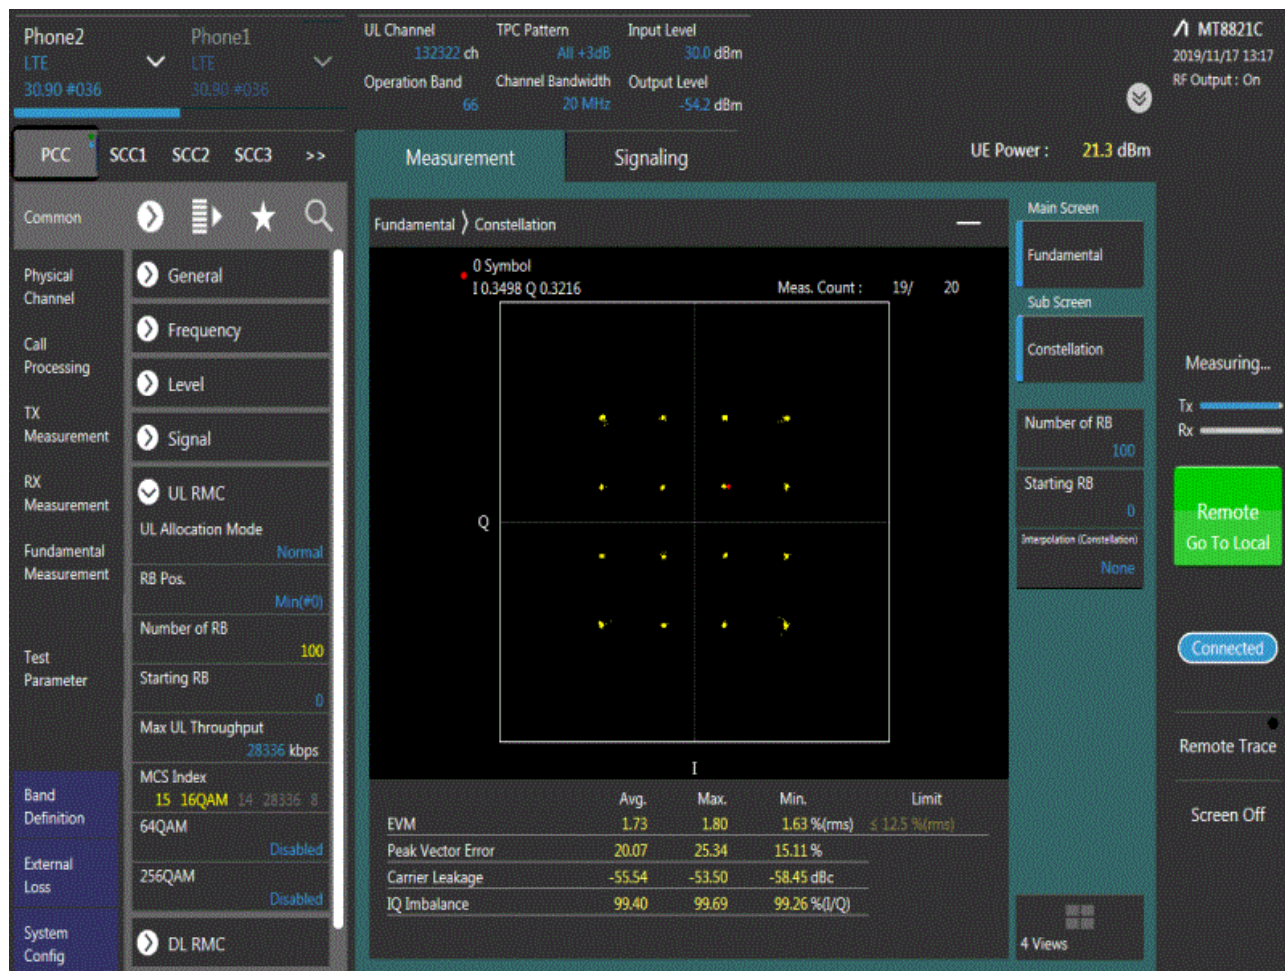 Phone2
LTE
30.90 #036
Phone1
LTE
30.90 #036
UL Channel
132322 ch
Operation Band
66
TPC Pattern
All +3dB
Channel Bandwidth
20 MHz
Input Level
30.0 dBm
Output Level
-54.2 dBm
MT8821C
2019/11/17 13:17
RF Output : On
PCC SCC1 SCC2 SCC3 >>
Measurement
Signaling
UE Power : 21.3 dBm
Common
Physical
Channel
Call
Processing
TX
Measurement
RX
Measurement
Fundamental
Measurement
Test
Parameter
Band
Definition
External
Loss
System
Config
General
Frequency
Level
Signal
UL RMC
UL Allocation Mode
Normal
RB Pos.
Min(#0)
Number of RB
100
Starting RB
0
Max UL Throughput
28336 kbps
MCS Index
15 16QAM 14 28336 8
64QAM
Disabled
256QAM
Disabled
DL RMC
Fundamental 〉 Constellation
0 Symbol
I 0.3498 Q 0.3216
Meas. Count : 19/ 20
Q
I
Avg. Max. Min. Limit
EVM 1.73 1.80 1.63 %(rms) ≤ 12.5 %(rms)
Peak Vector Error 20.07 25.34 15.11 %
Carrier Leakage -55.54 -53.50 -58.45 dBc
IQ Imbalance 99.40 99.69 99.26 %(I/Q)
Main Screen
Fundamental
Sub Screen
Constellation
Number of RB
100
Starting RB
0
Interpolation (Constellation)
None
4 Views
Measuring...
Tx
Rx
Remote
Go To Local
Connected
Remote Trace
Screen Off